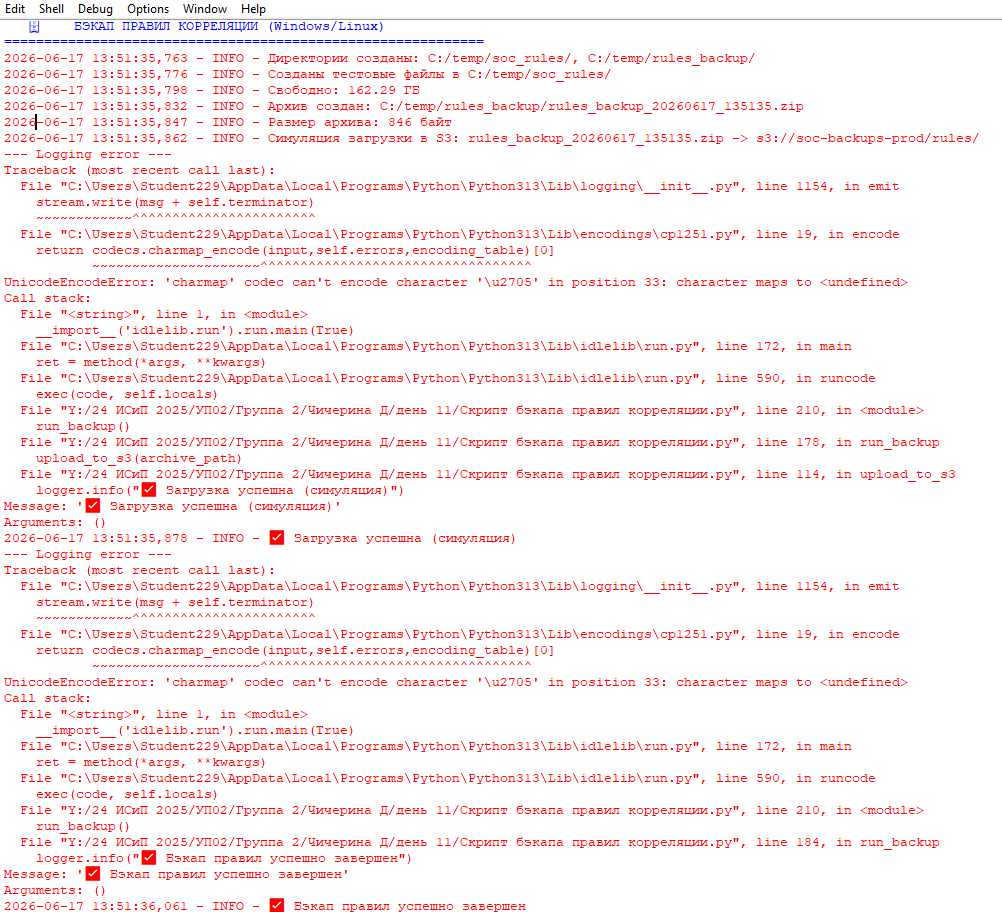 Edit Shell Debug Options Window Help
🗄 БЭКАП ПРАВИЛ КОРРЕЛЯЦИИ (Windows/Linux)
============================================================
2026-06-17 13:51:35,763 - INFO - Директории созданы: C:/temp/soc_rules/, C:/temp/rules_backup/
2026-06-17 13:51:35,776 - INFO - Созданы тестовые файлы в C:/temp/soc_rules/
2026-06-17 13:51:35,798 - INFO - Свободно: 162.29 ГБ
2026-06-17 13:51:35,832 - INFO - Архив создан: C:/temp/rules_backup/rules_backup_20260617_135135.zip
2026-06-17 13:51:35,847 - INFO - Размер архива: 846 байт
2026-06-17 13:51:35,862 - INFO - Симуляция загрузки в S3: rules_backup_20260617_135135.zip -> s3://soc-backups-prod/rules/
--- Logging error ---
Traceback (most recent call last):
  File "C:\Users\Student229\AppData\Local\Programs\Python\Python313\Lib\logging\__init__.py", line 1154, in emit
    stream.write(msg + self.terminator)
    ~~~~~~~~~~~~^^^^^^^^^^^^^^^^^^^^^^^
  File "C:\Users\Student229\AppData\Local\Programs\Python\Python313\Lib\encodings\cp1251.py", line 19, in encode
    return codecs.charmap_encode(input,self.errors,encoding_table)[0]
           ~~~~~~~~~~~~~~~~~~~~~^^^^^^^^^^^^^^^^^^^^^^^^^^^^^^^^^^
UnicodeEncodeError: 'charmap' codec can't encode character '\u2705' in position 33: character maps to <undefined>
Call stack:
  File "<string>", line 1, in <module>
    __import__('idlelib.run').run.main(True)
  File "C:\Users\Student229\AppData\Local\Programs\Python\Python313\Lib\idlelib\run.py", line 172, in main
    ret = method(*args, **kwargs)
  File "C:\Users\Student229\AppData\Local\Programs\Python\Python313\Lib\idlelib\run.py", line 590, in runcode
    exec(code, self.locals)
  File "Y:/24 ИСиП 2025/УП02/Группа 2/Чичерина Д/день 11/Скрипт бэкапа правил корреляции.py", line 210, in <module>
    run_backup()
  File "Y:/24 ИСиП 2025/УП02/Группа 2/Чичерина Д/день 11/Скрипт бэкапа правил корреляции.py", line 178, in run_backup
    upload_to_s3(archive_path)
  File "Y:/24 ИСиП 2025/УП02/Группа 2/Чичерина Д/день 11/Скрипт бэкапа правил корреляции.py", line 114, in upload_to_s3
    logger.info("✅ Загрузка успешна (симуляция)")
Message: '✅ Загрузка успешна (симуляция)'
Arguments: ()
2026-06-17 13:51:35,878 - INFO - ✅ Загрузка успешна (симуляция)
--- Logging error ---
Traceback (most recent call last):
  File "C:\Users\Student229\AppData\Local\Programs\Python\Python313\Lib\logging\__init__.py", line 1154, in emit
    stream.write(msg + self.terminator)
    ~~~~~~~~~~~~^^^^^^^^^^^^^^^^^^^^^^^
  File "C:\Users\Student229\AppData\Local\Programs\Python\Python313\Lib\encodings\cp1251.py", line 19, in encode
    return codecs.charmap_encode(input,self.errors,encoding_table)[0]
           ~~~~~~~~~~~~~~~~~~~~~^^^^^^^^^^^^^^^^^^^^^^^^^^^^^^^^^^
UnicodeEncodeError: 'charmap' codec can't encode character '\u2705' in position 33: character maps to <undefined>
Call stack:
  File "<string>", line 1, in <module>
    __import__('idlelib.run').run.main(True)
  File "C:\Users\Student229\AppData\Local\Programs\Python\Python313\Lib\idlelib\run.py", line 172, in main
    ret = method(*args, **kwargs)
  File "C:\Users\Student229\AppData\Local\Programs\Python\Python313\Lib\idlelib\run.py", line 590, in runcode
    exec(code, self.locals)
  File "Y:/24 ИСиП 2025/УП02/Группа 2/Чичерина Д/день 11/Скрипт бэкапа правил корреляции.py", line 210, in <module>
    run_backup()
  File "Y:/24 ИСиП 2025/УП02/Группа 2/Чичерина Д/день 11/Скрипт бэкапа правил корреляции.py", line 184, in run_backup
    logger.info("✅ Бэкап правил успешно завершен")
Message: '✅ Бэкап правил успешно завершен'
Arguments: ()
2026-06-17 13:51:36,061 - INFO - ✅ Бэкап правил успешно завершен